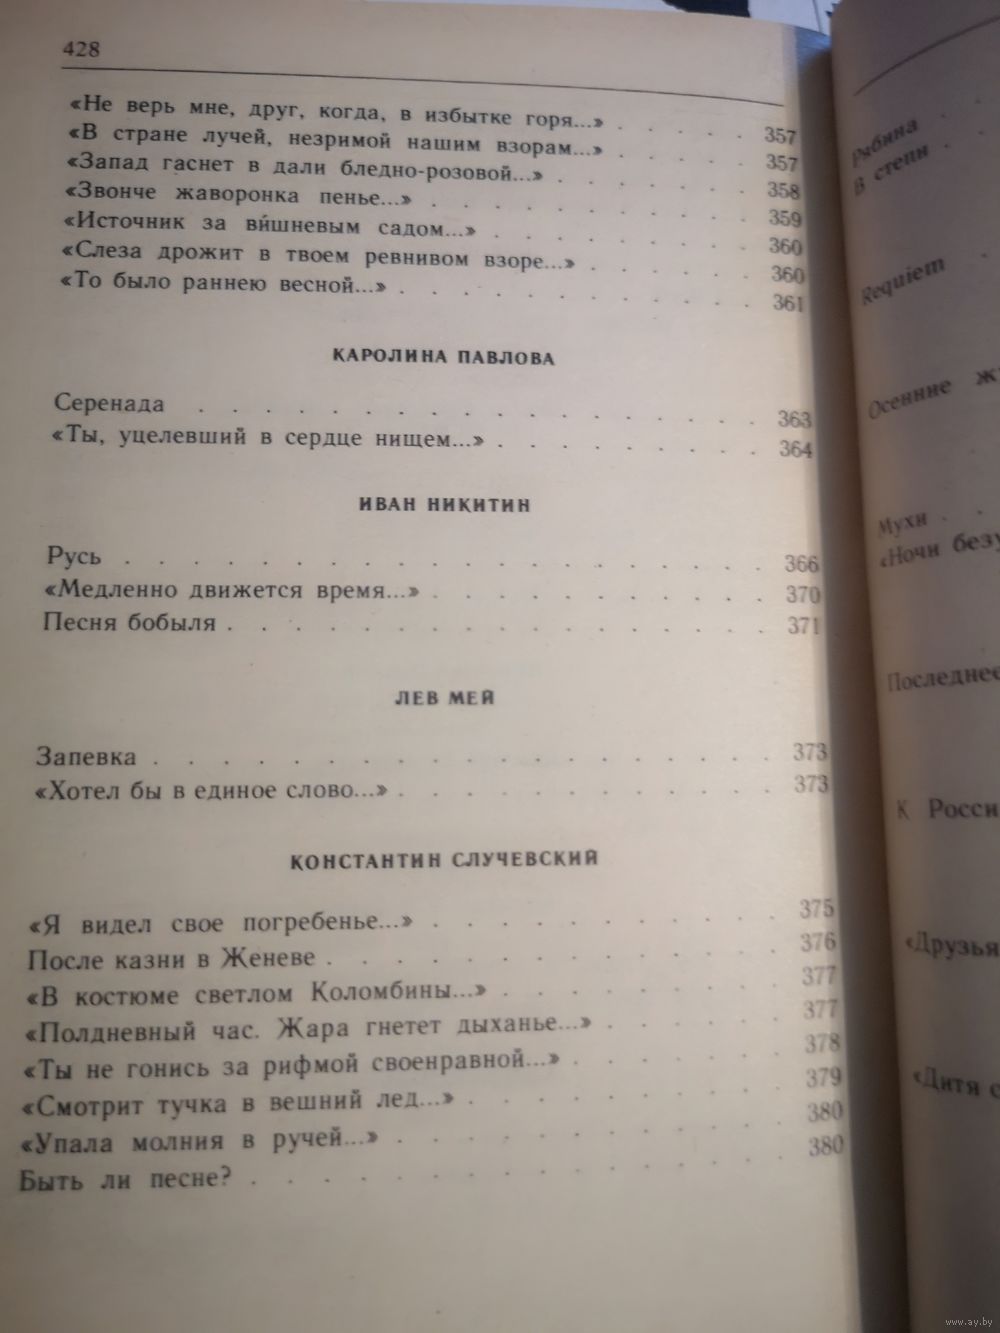 428
«Не верь мне, друг, когда, в избытке горя...» 357
«В стране лучей, незримой нашим взорам...» 357
«Запад гаснет в дали бледно-розовой...» 358
«Звонче жаворонка пенье...» 359
«Источник за ви́шневым садом...» 360
«Слеза дрожит в твоем ревнивом взоре...» 360
«То было раннею весной...» 361
КАРОЛИНА ПАВЛОВА
Серенада 363
«Ты, уцелевший в сердце нищем...» 364
ИВАН НИКИТИН
Русь 366
«Медленно движется время...» 370
Песня бобыля 371
ЛЕВ МЕЙ
Запевка 373
«Хотел бы в единое слово...» 373
КОНСТАНТИН СЛУЧЕВСКИЙ
«Я видел свое погребенье...» 375
После казни в Женеве 376
«В костюме светлом Коломбины...» 377
«Полдневный час. Жара гнетет дыханье...» 377
«Ты не гонись за рифмой своенравной...» 378
«Смотрит тучка в вешний лед...» 379
«Упала молния в ручей...» 380
Быть ли песне? 380
Рябина
В степи
Requiem
Осенние
Мухи
«Ночи
Последнее
К
«Друзья
«Дитя
www.ay.by